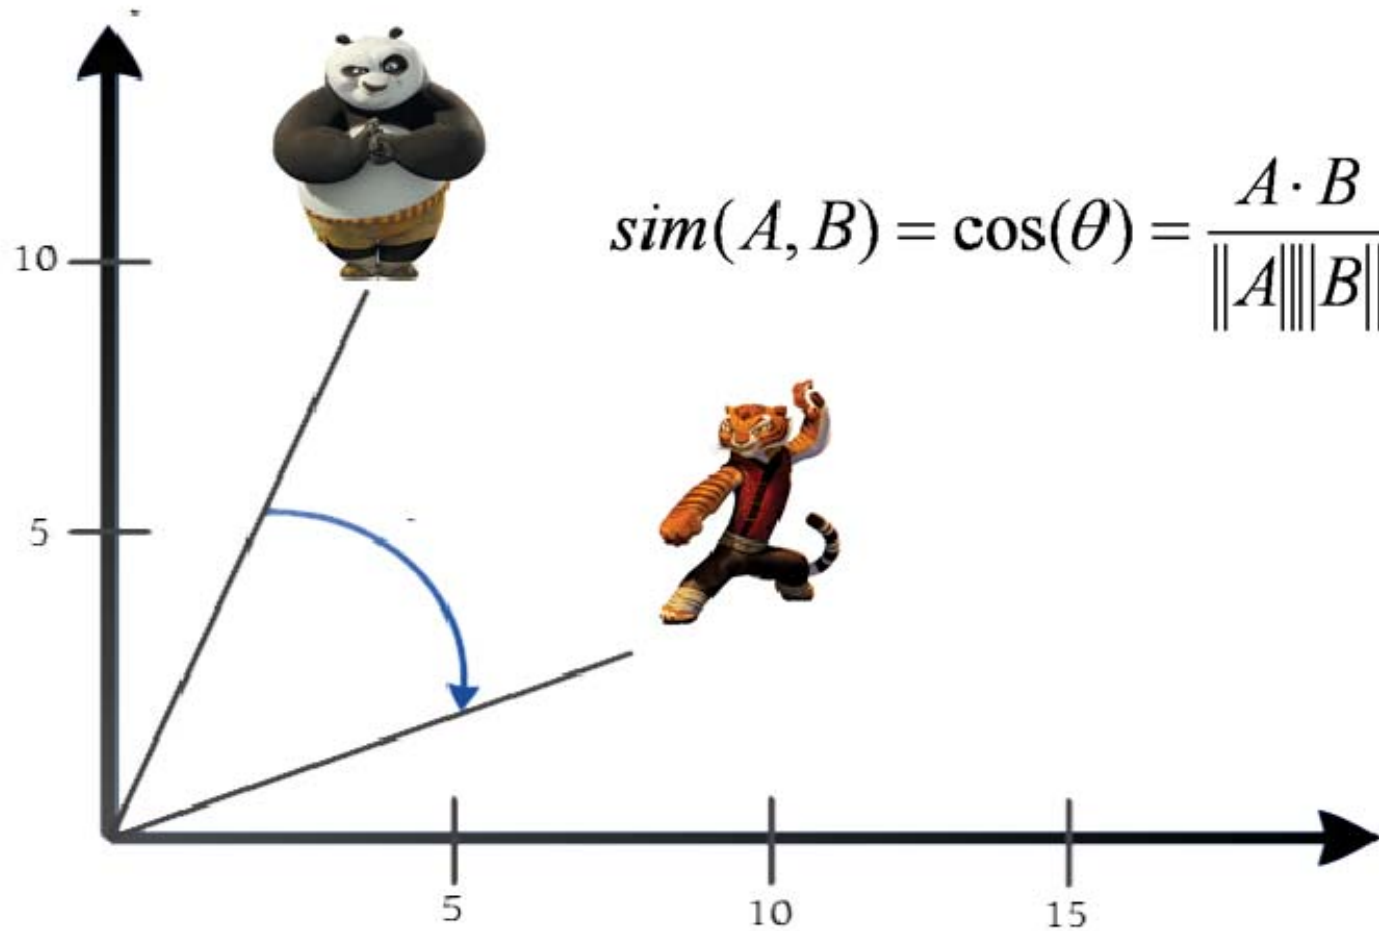 10
sim(A, B) = cos(θ) = A · B / ‖A‖‖B‖
5
5 10 15